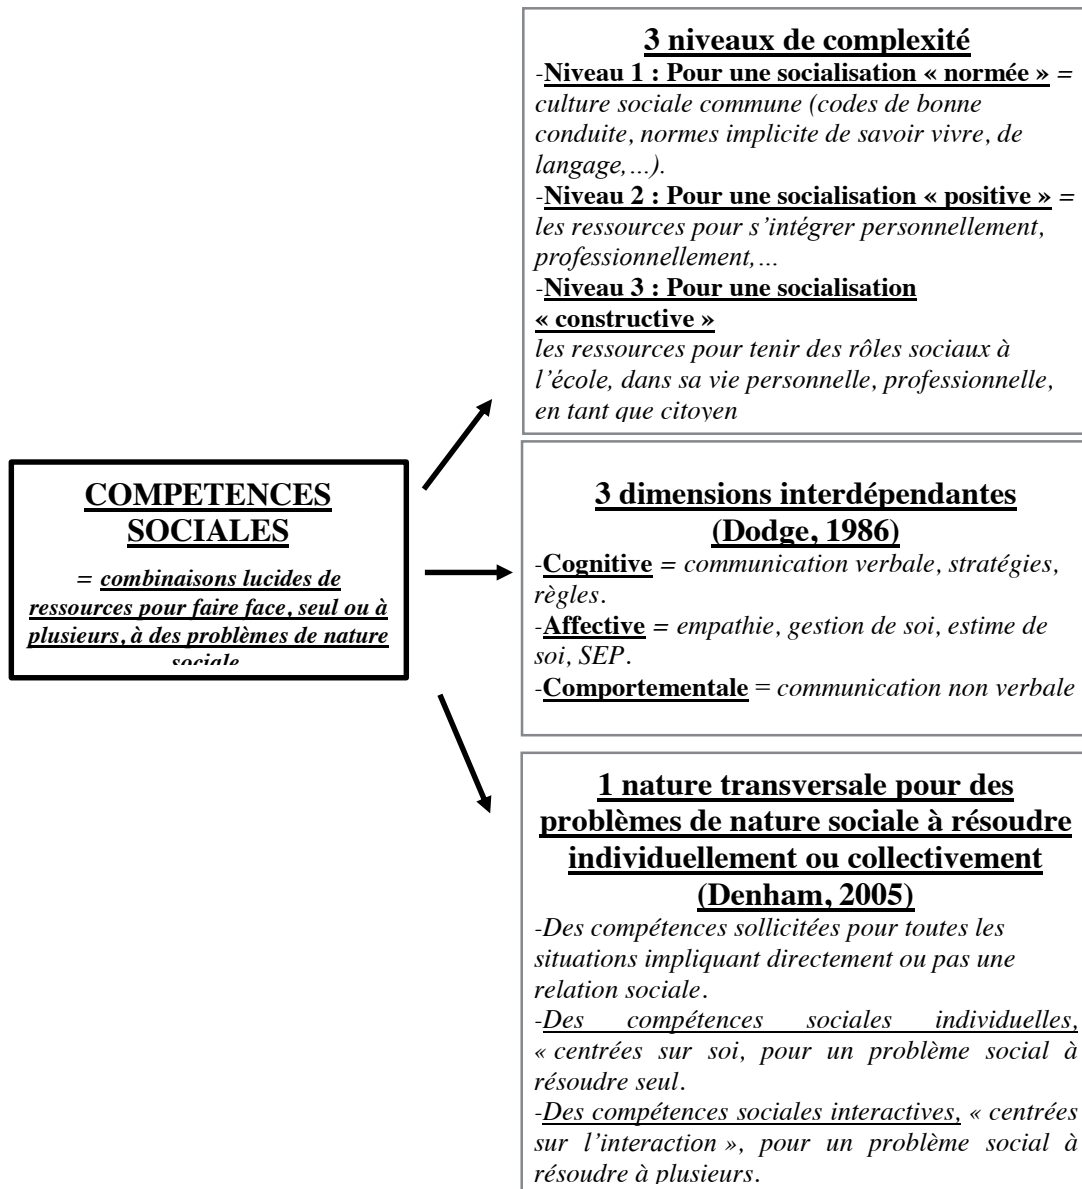 3 niveaux de complexité
-Niveau 1 : Pour une socialisation « normée » =
culture sociale commune (codes de bonne
conduite, normes implicite de savoir vivre, de
langage,…).
-Niveau 2 : Pour une socialisation « positive » =
les ressources pour s’intégrer personnellement,
professionnellement,…
-Niveau 3 : Pour une socialisation
« constructive »
les ressources pour tenir des rôles sociaux à
l’école, dans sa vie personnelle, professionnelle,
en tant que citoyen
COMPETENCES
SOCIALES
= combinaisons lucides de
ressources pour faire face, seul ou à
plusieurs, à des problèmes de nature
sociale
3 dimensions interdépendantes
(Dodge, 1986)
-Cognitive = communication verbale, stratégies,
règles.
-Affective = empathie, gestion de soi, estime de
soi, SEP.
-Comportementale = communication non verbale
1 nature transversale pour des
problèmes de nature sociale à résoudre
individuellement ou collectivement
(Denham, 2005)
-Des compétences sollicitées pour toutes les
situations impliquant directement ou pas une
relation sociale.
-Des compétences sociales individuelles,
« centrées sur soi, pour un problème social à
résoudre seul.
-Des compétences sociales interactives, « centrées
sur l’interaction », pour un problème social à
résoudre à plusieurs.